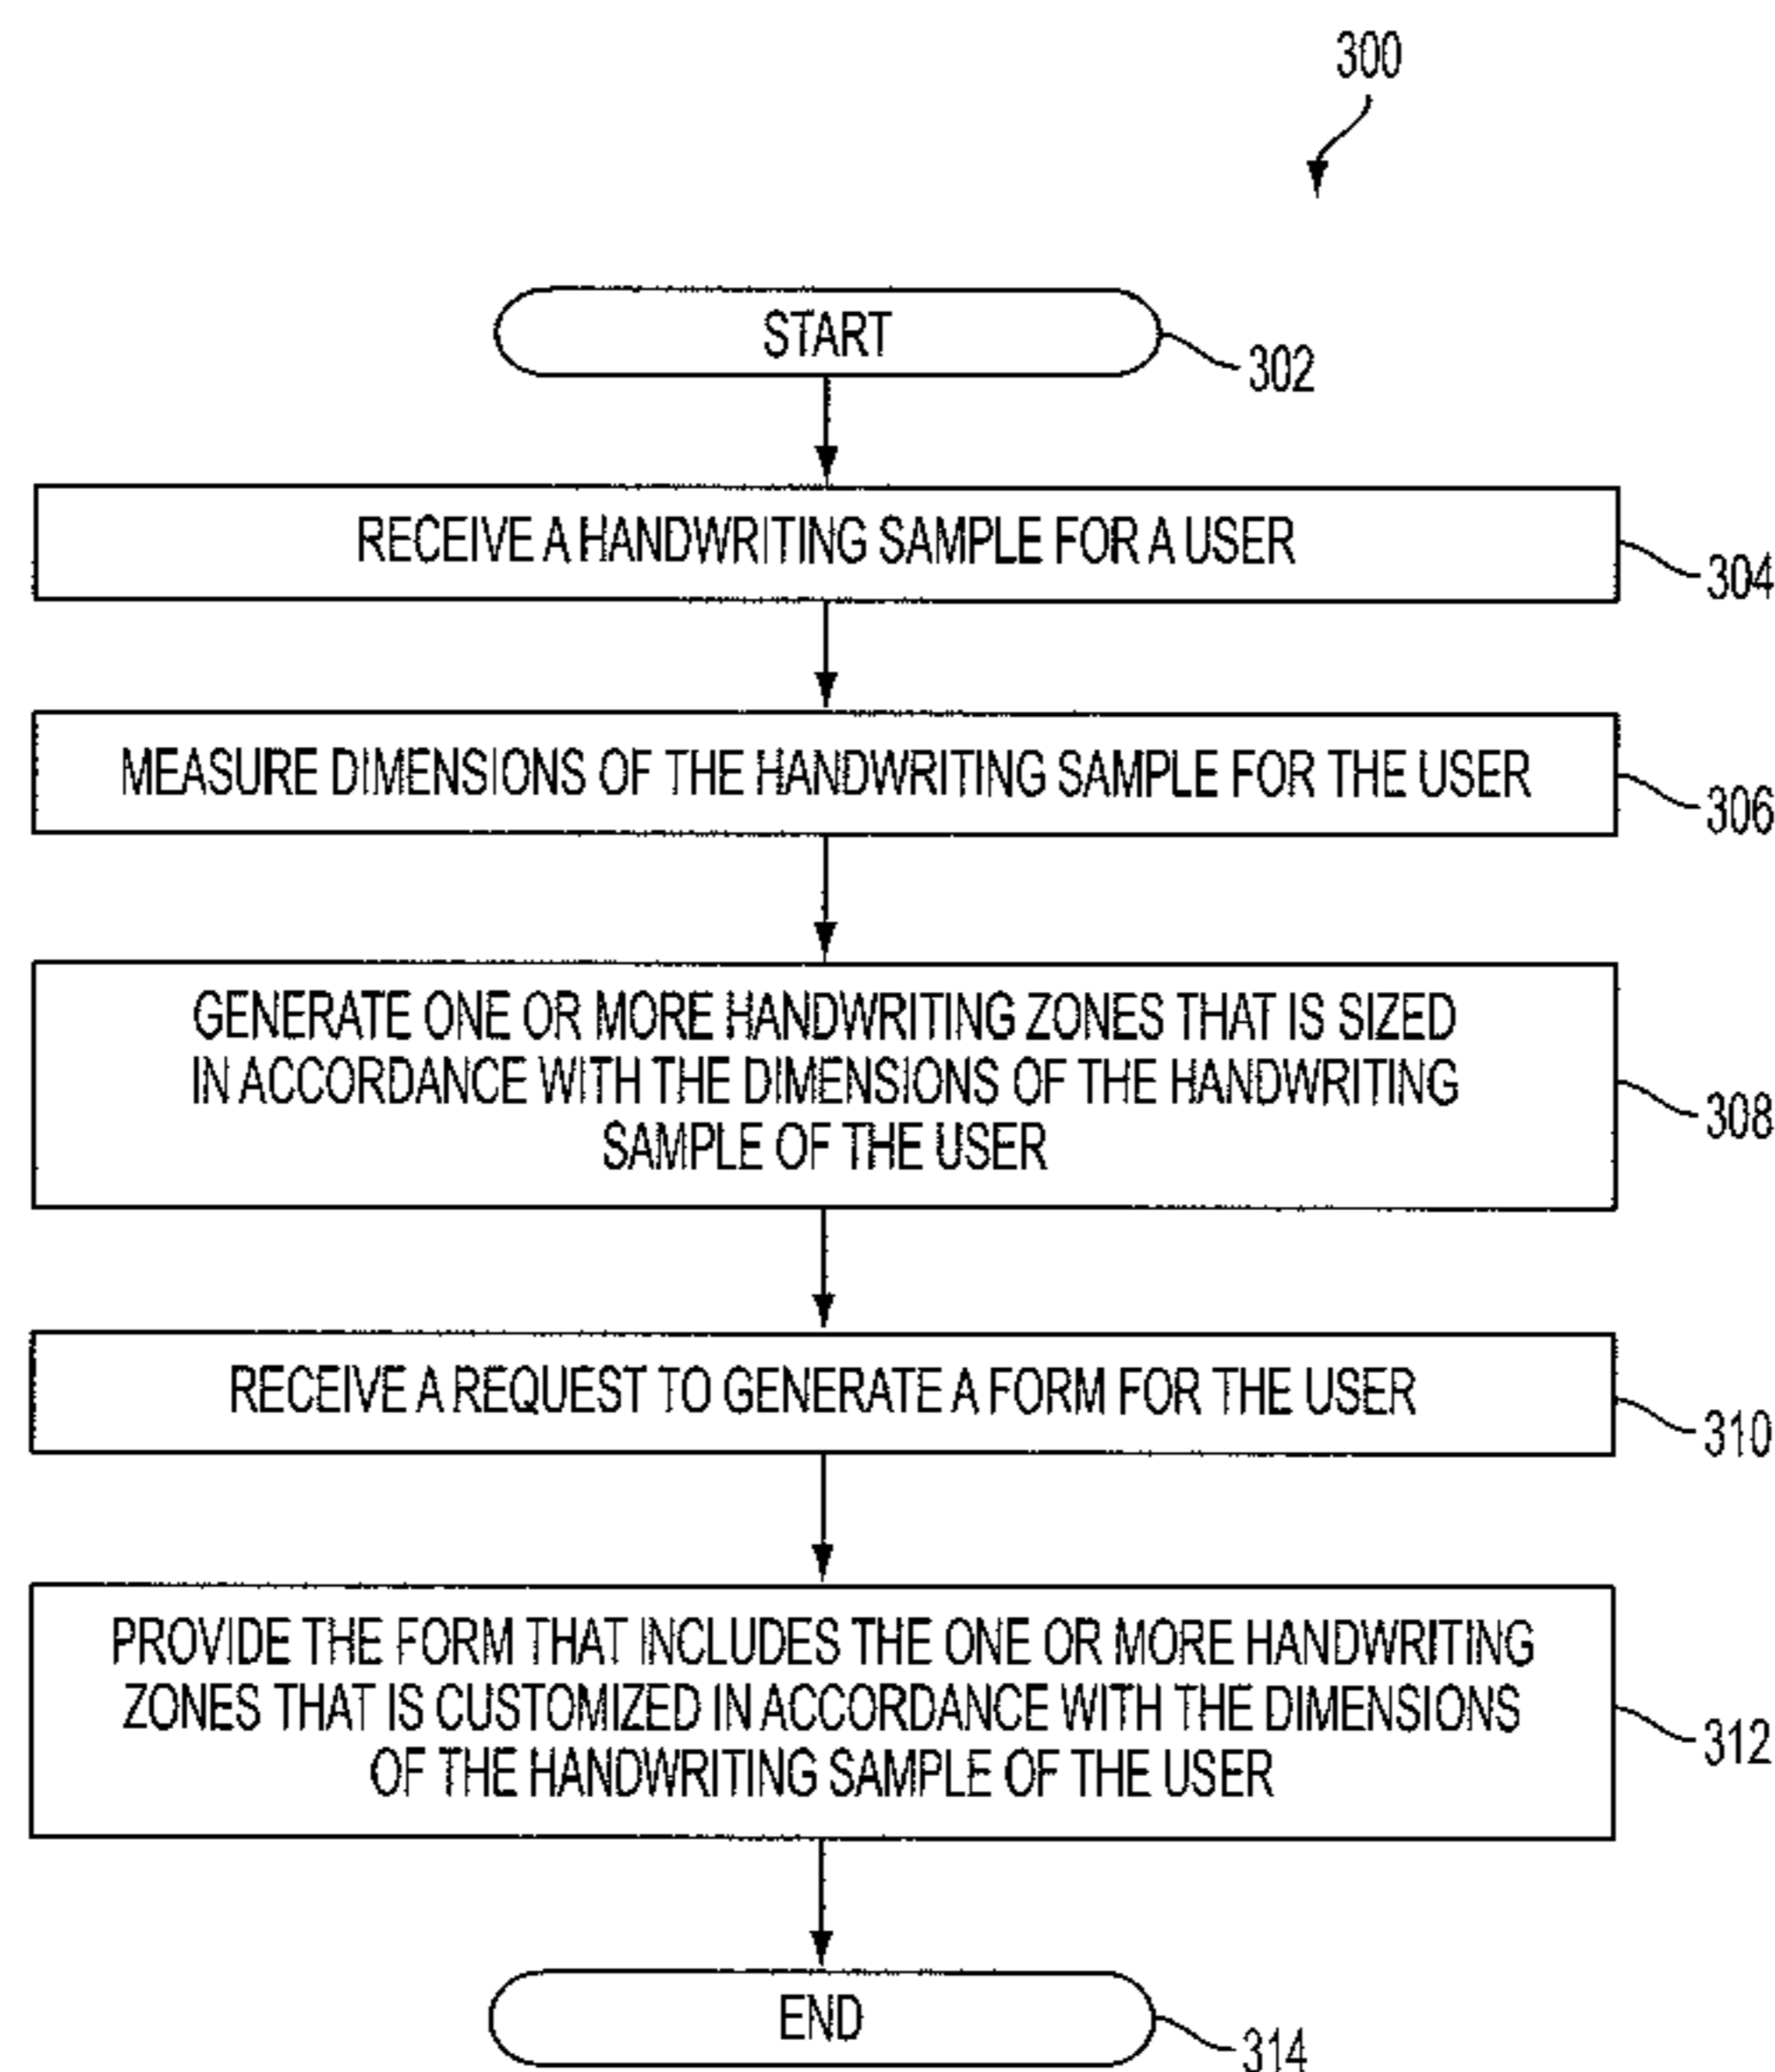 300
START
302
RECEIVE A HANDWRITING SAMPLE FOR A USER
304
MEASURE DIMENSIONS OF THE HANDWRITING SAMPLE FOR THE USER
306
GENERATE ONE OR MORE HANDWRITING ZONES THAT IS SIZED
IN ACCORDANCE WITH THE DIMENSIONS OF THE HANDWRITING
SAMPLE OF THE USER
308
RECEIVE A REQUEST TO GENERATE A FORM FOR THE USER
310
PROVIDE THE FORM THAT INCLUDES THE ONE OR MORE HANDWRITING
ZONES THAT IS CUSTOMIZED IN ACCORDANCE WITH THE DIMENSIONS
OF THE HANDWRITING SAMPLE OF THE USER
312
END
314